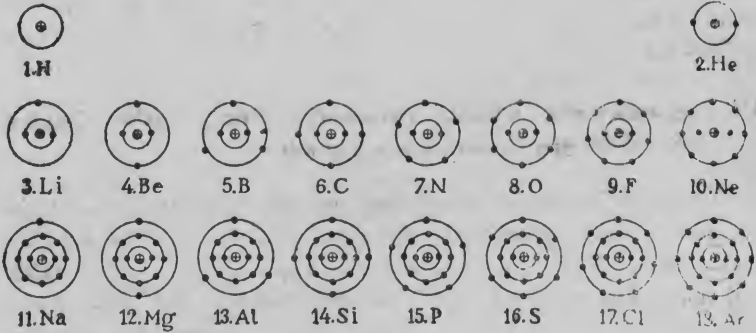 1.H 2.He
3.Li 4.Be 5.B 6.C 7.N 8.O 9.F 10.Ne
11.Na 12.Mg 13.Al 14.Si 15.P 16.S 17.Cl 18.Ar